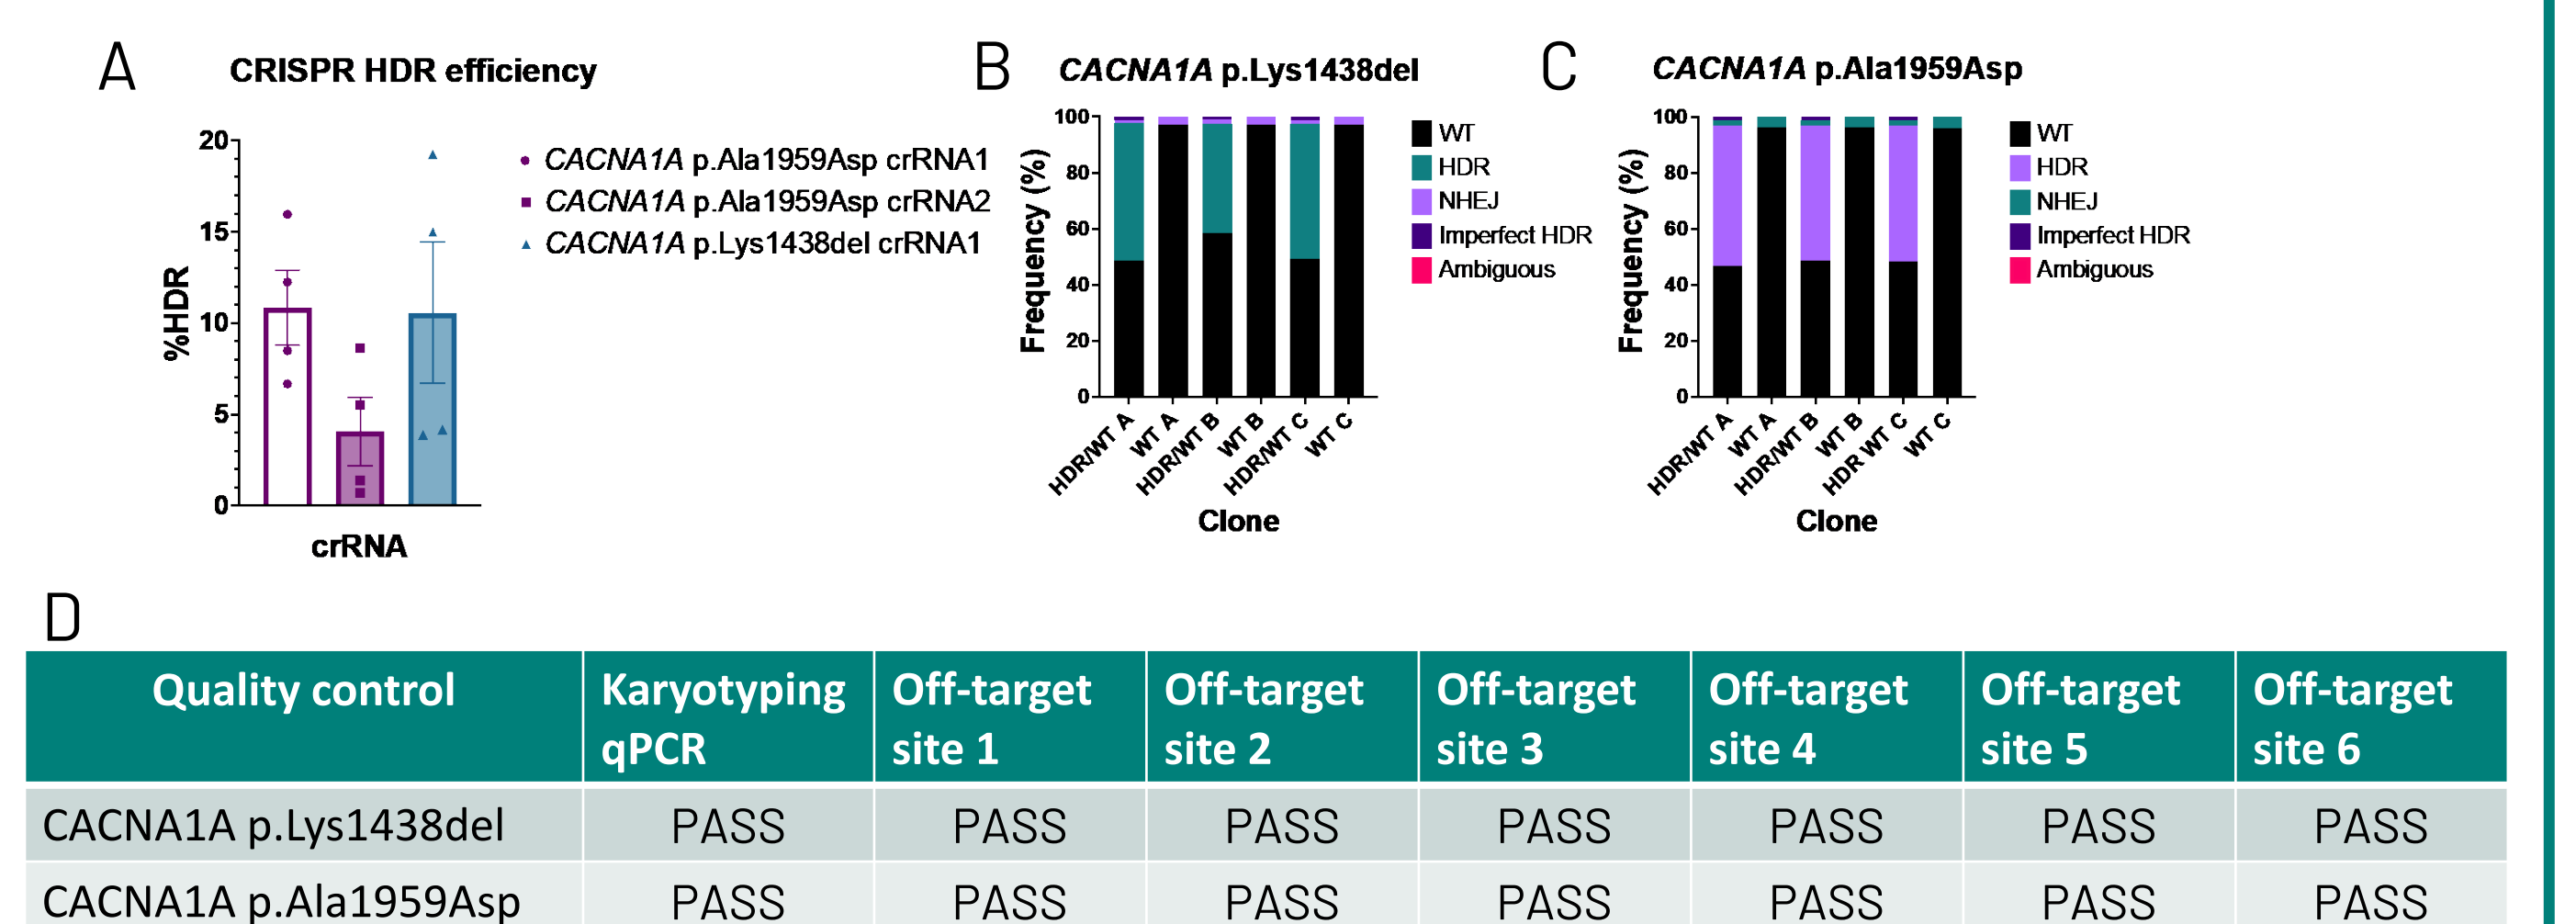 A
CRISPR HDR efficiency
20
15
10
5
0
%HDR
crRNA
CACNA1A p.Ala1959Asp crRNA1
CACNA1A p.Ala1959Asp crRNA2
CACNA1A p.Lys1438del crRNA1
B
CACNA1A p.Lys1438del
100
80
60
40
20
0
Frequency (%)
HDR/WT A
WT A
HDR/WT B
WT B
HDR/WT C
WT C
Clone
WT
HDR
NHEJ
Imperfect HDR
Ambiguous
C
CACNA1A p.Ala1959Asp
100
80
60
40
20
0
Frequency (%)
HDR/WT A
WT A
HDR/WT B
WT B
HDR WT C
WT C
Clone
WT
HDR
NHEJ
Imperfect HDR
Ambiguous
D
Quality control Karyotyping qPCR Off-target site 1 Off-target site 2 Off-target site 3 Off-target site 4 Off-target site 5 Off-target site 6
CACNA1A p.Lys1438del PASS PASS PASS PASS PASS PASS PASS
CACNA1A p.Ala1959Asp PASS PASS PASS PASS PASS PASS PASS